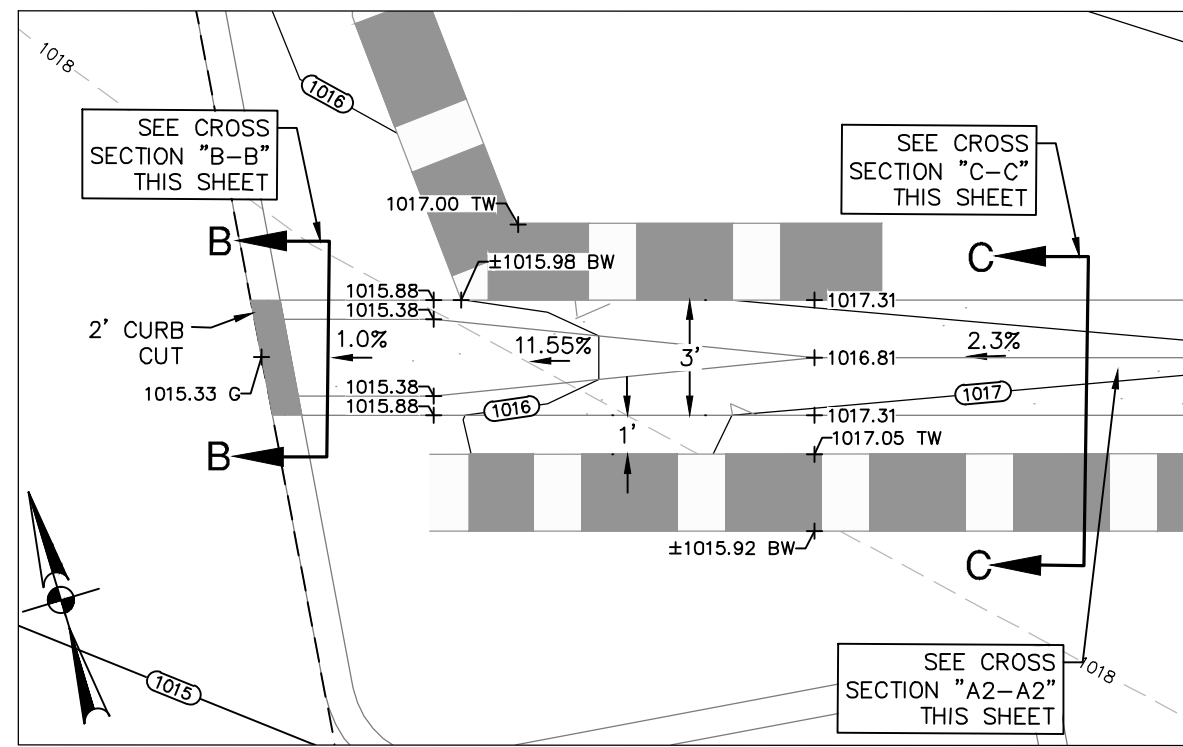 1018
1016
SEE CROSS
SECTION "B-B"
THIS SHEET
SEE CROSS
SECTION "C-C"
THIS SHEET
1017.00 TW
B
C
±1015.98 BW
1015.88
1017.31
1015.38
2' CURB
CUT
1.0%
11.55%
3'
2.3%
1016.81
1015.33 G
1015.38
1015.88
1016
1017
1017.31
1'
1017.05 TW
B
±1015.92 BW
C
SEE CROSS
SECTION "A2-A2"
THIS SHEET
1018
1015